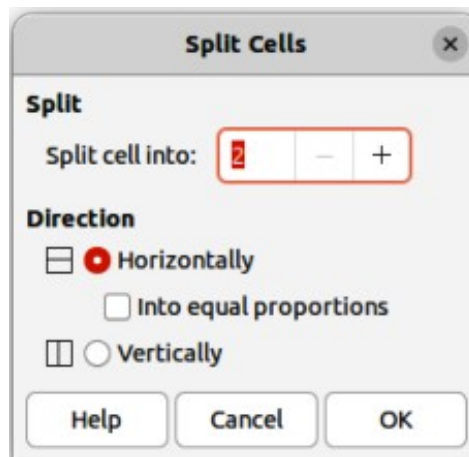 Split Cells
Split
Split cell into: 2 − +
Direction
Horizontally
Into equal proportions
Vertically
Help Cancel OK